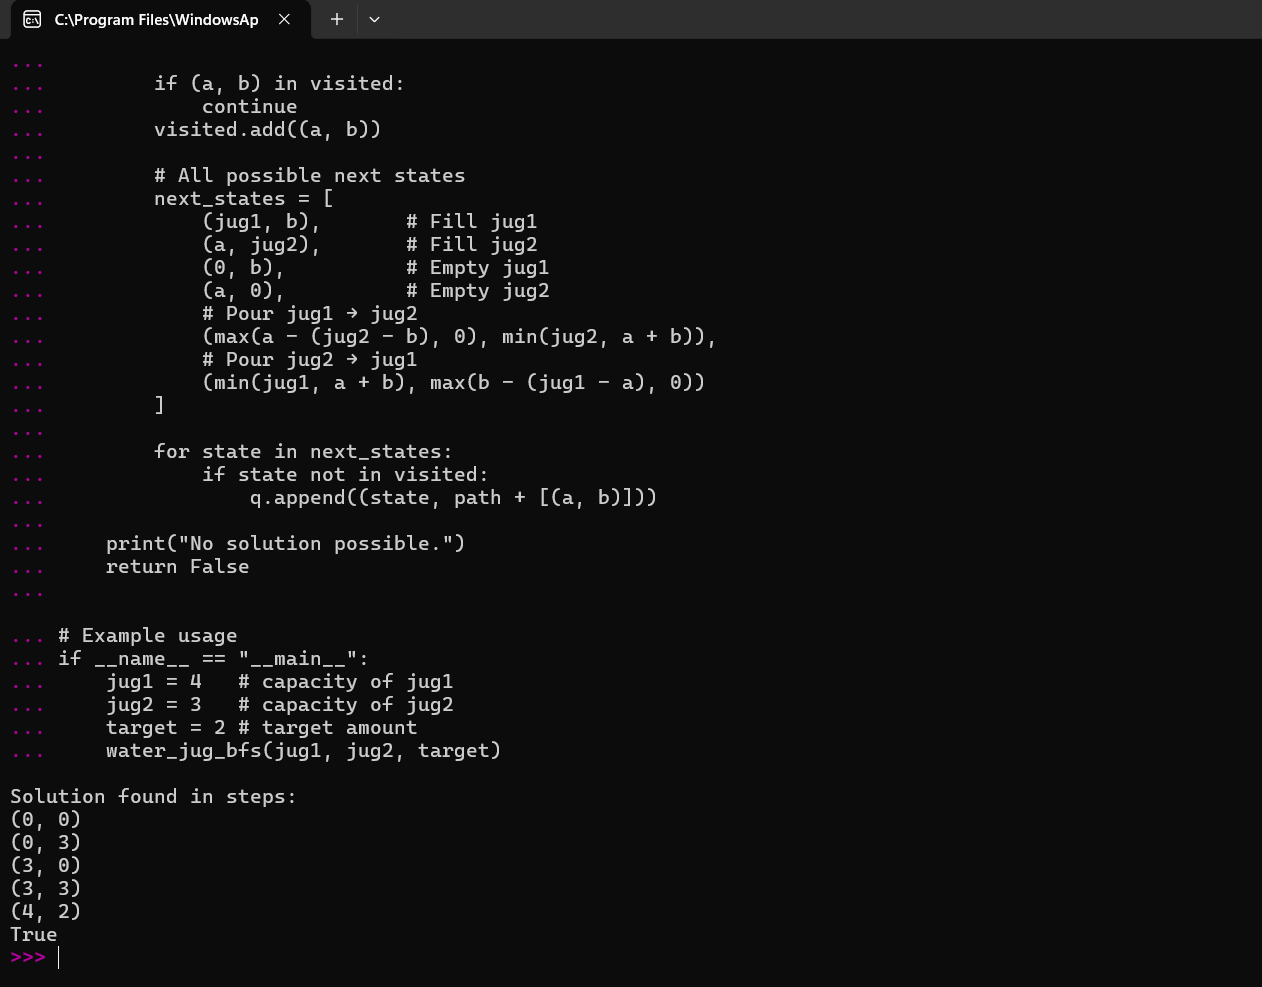 C:\Program Files\WindowsAp
...
...         if (a, b) in visited:
...             continue
...         visited.add((a, b))
...
...         # All possible next states
...         next_states = [
...             (jug1, b),       # Fill jug1
...             (a, jug2),       # Fill jug2
...             (0, b),          # Empty jug1
...             (a, 0),          # Empty jug2
...             # Pour jug1 → jug2
...             (max(a - (jug2 - b), 0), min(jug2, a + b)),
...             # Pour jug2 → jug1
...             (min(jug1, a + b), max(b - (jug1 - a), 0))
...         ]
...
...         for state in next_states:
...             if state not in visited:
...                 q.append((state, path + [(a, b)]))
...
...     print("No solution possible.")
...     return False
...
... # Example usage
... if __name__ == "__main__":
...     jug1 = 4   # capacity of jug1
...     jug2 = 3   # capacity of jug2
...     target = 2 # target amount
...     water_jug_bfs(jug1, jug2, target)
Solution found in steps:
(0, 0)
(0, 3)
(3, 0)
(3, 3)
(4, 2)
True
>>>